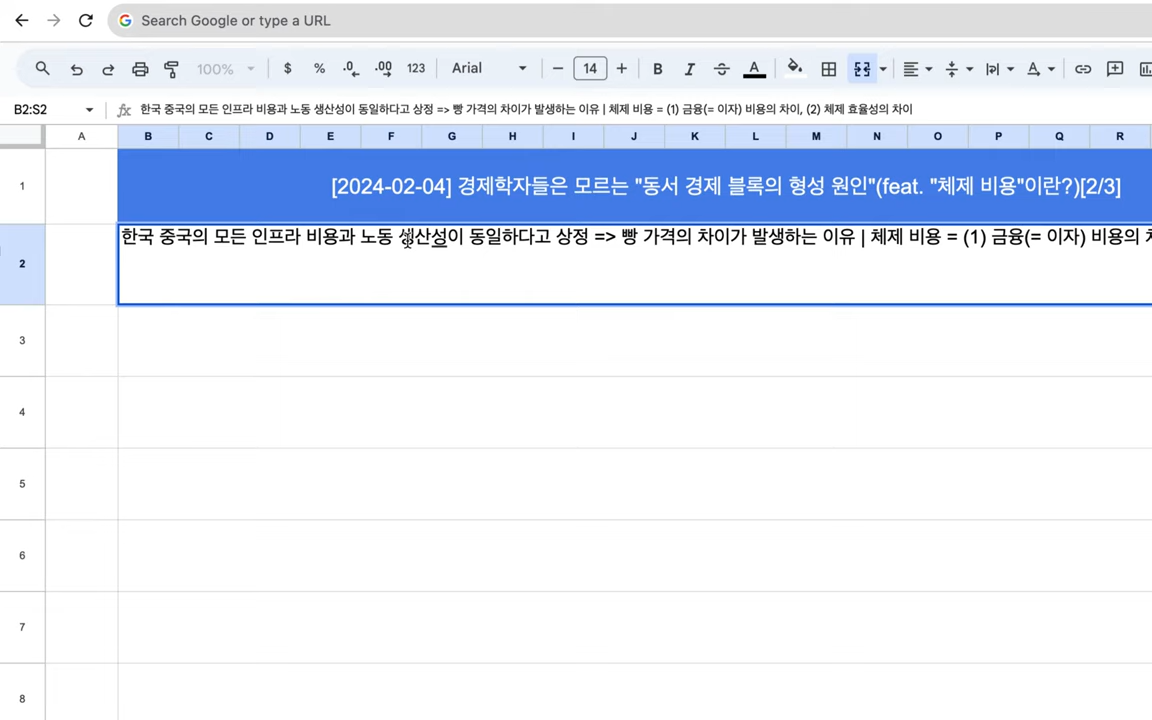 Search Google or type a URL
100% $ % .0 .00 123 Arial − 14 + B I S A
B2:S2 fx 한국 중국의 모든 인프라 비용과 노동 생산성이 동일하다고 상정 => 빵 가격의 차이가 발생하는 이유 | 체제 비용 = (1) 금융(= 이자) 비용의 차이, (2) 체제 효율성의 차이
A B C D E F G H I J K L M N O P Q R
1 [2024-02-04] 경제학자들은 모르는 "동서 경제 블록의 형성 원인"(feat. "체제 비용"이란?)[2/3]
2 한국 중국의 모든 인프라 비용과 노동 생산성이 동일하다고 상정 => 빵 가격의 차이가 발생하는 이유 | 체제 비용 = (1) 금융(= 이자) 비용의
3
4
5
6
7
8